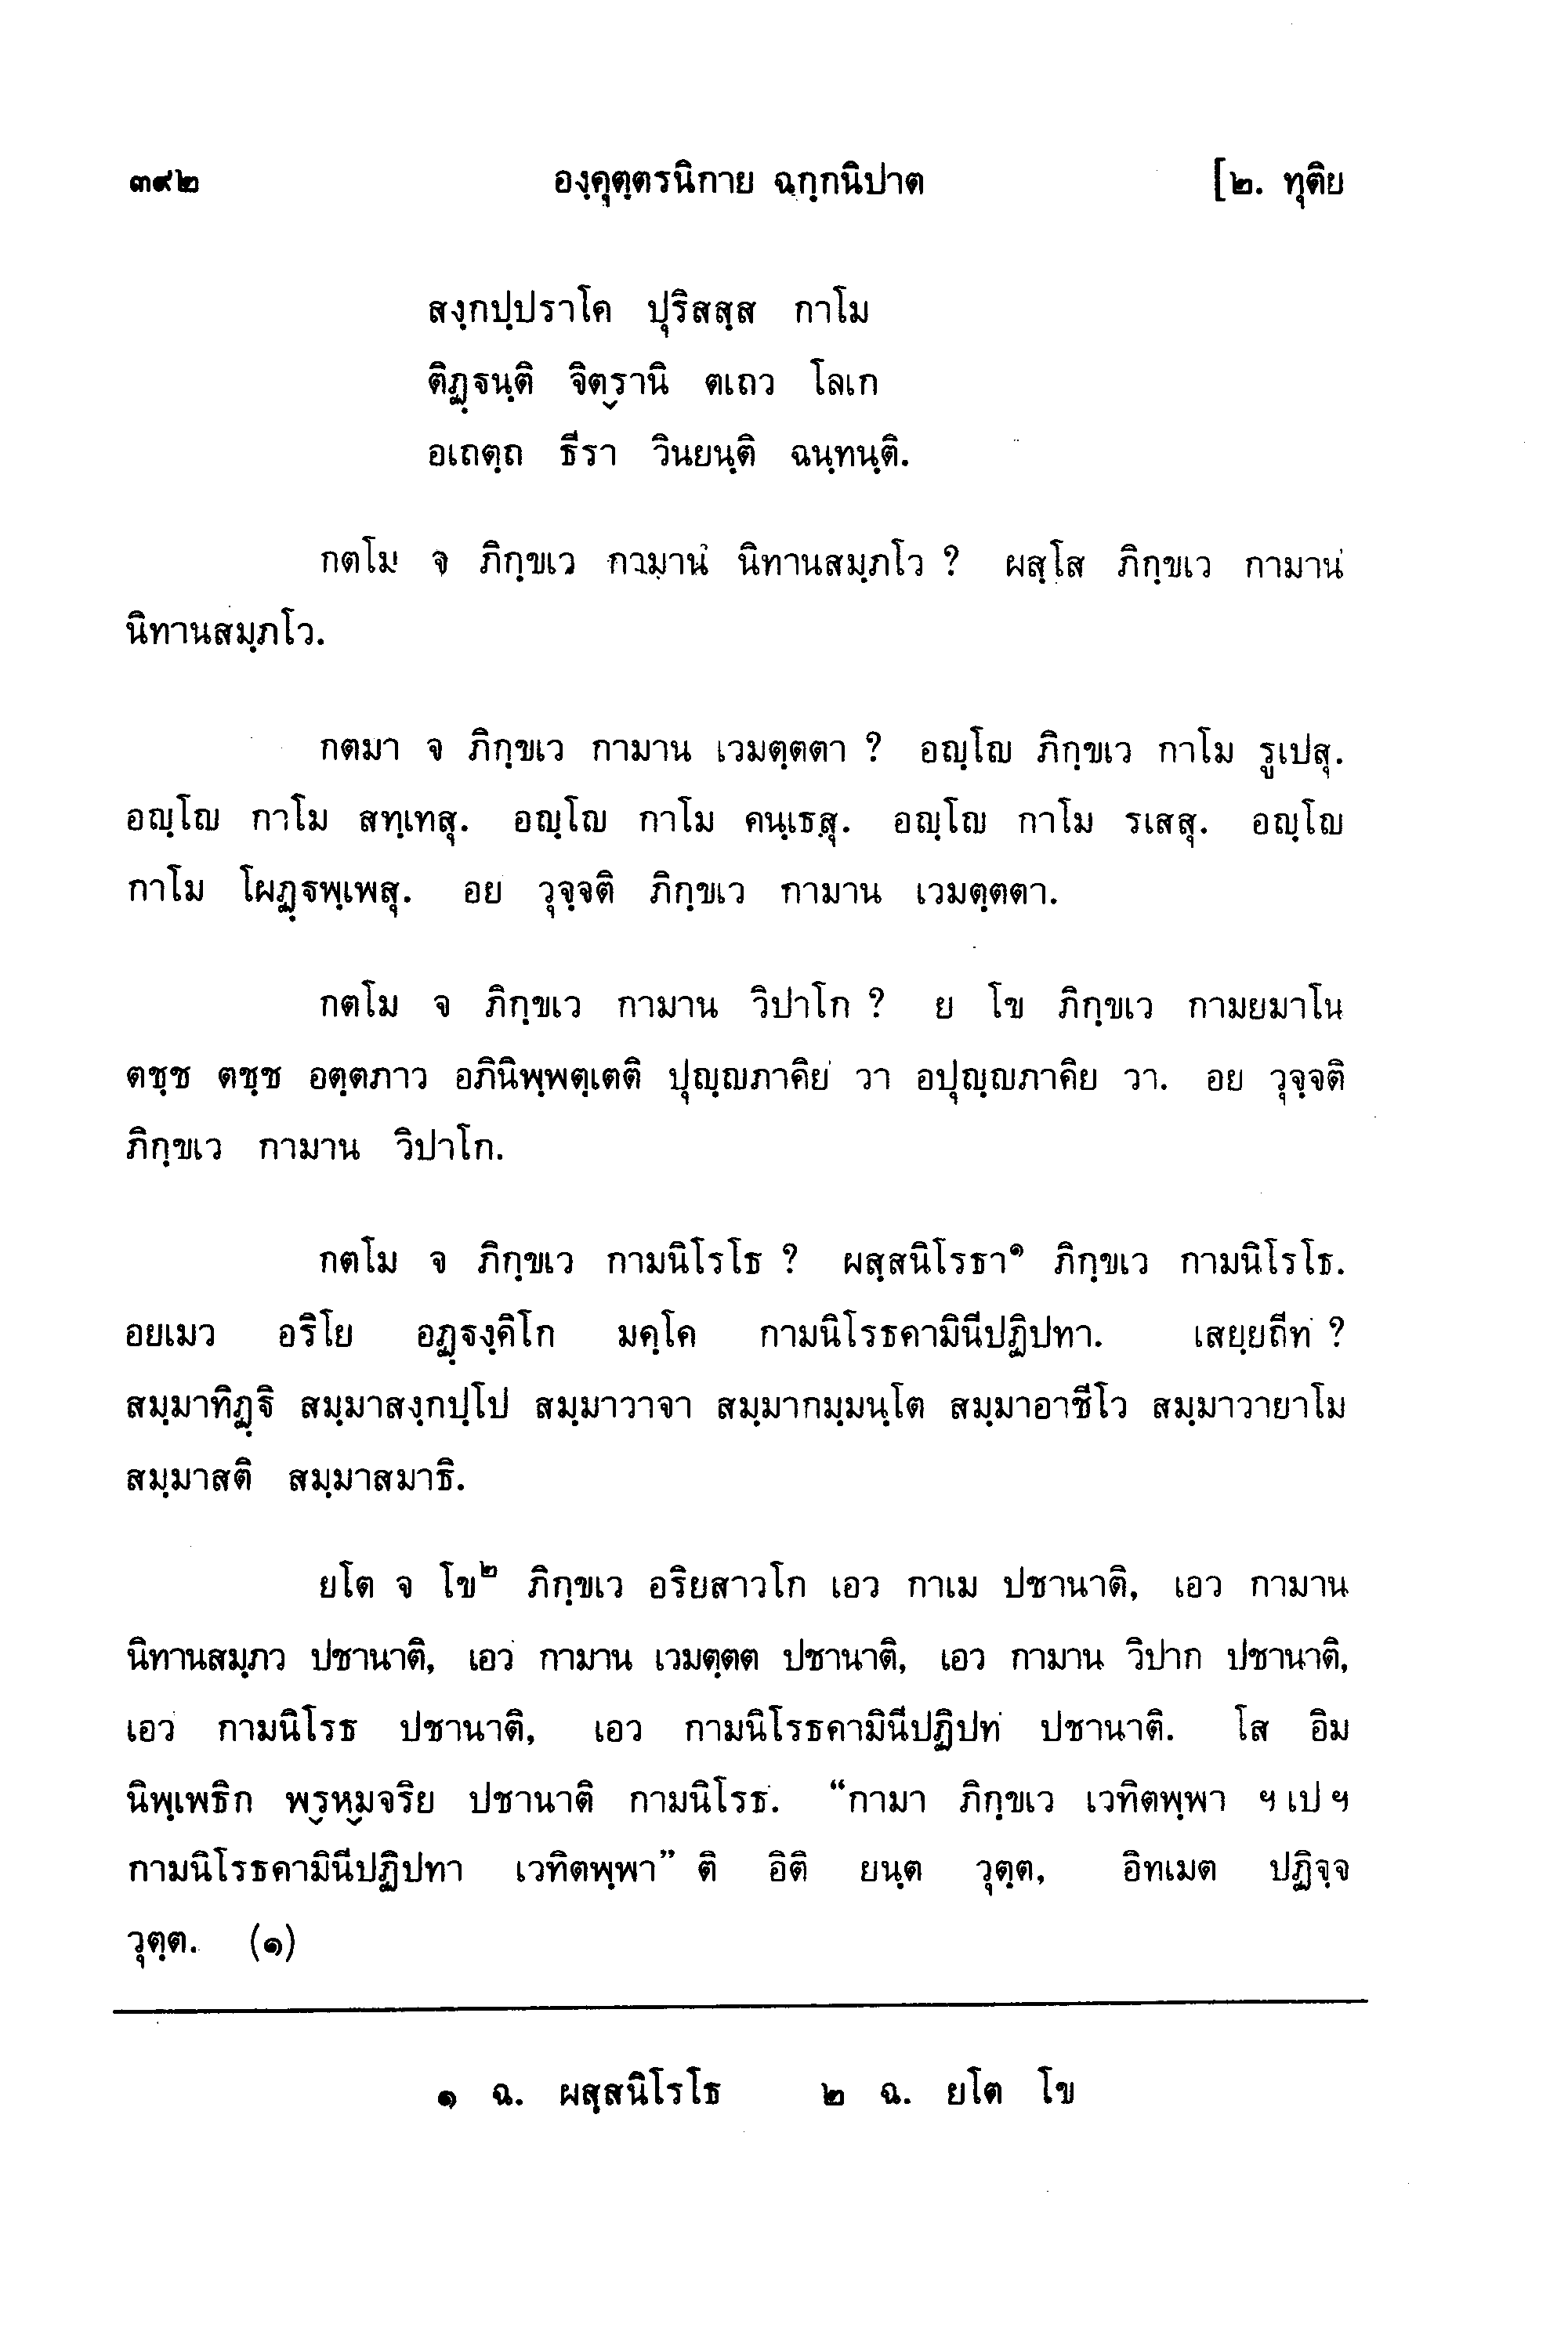 ๓๙๒ องฺคุตฺตรนิกาย ฉกฺกนิปาต [๒. ทุติย
สงฺกปฺปราโค ปุริสสฺส กาโม
ติฏฺฐนฺติ จิตฺรานิ ตเถว โลเก
อเถตฺถ ธีรา วินยนฺติ ฉนฺทนฺติ.
กตโม จ ภิกฺขเว กามานํ นิทานสมฺภโว ? ผสฺโส ภิกฺขเว กามานํ
นิทานสมฺภโว.
กตมา จ ภิกฺขเว กามาน เวมตฺตตา ? อญฺโญ ภิกฺขเว กาโม รูเปสุ.
อญฺโญ กาโม สทฺเทสุ. อญฺโญ กาโม คนฺเธสุ. อญฺโญ กาโม รเสสุ. อญฺโญ
กาโม โผฏฺฐพฺเพสุ. อย วุจฺจติ ภิกฺขเว กามาน เวมตฺตตา.
กตโม จ ภิกฺขเว กามาน วิปาโก ? ย โข ภิกฺขเว กามยมาโน
ตชฺช ตชฺช อตฺตภาว อภินิพฺพตฺเตติ ปุญฺญภาคิยํ วา อปุญฺญภาคิย วา. อย วุจฺจติ
ภิกฺขเว กามาน วิปาโก.
กตโม จ ภิกฺขเว กามนิโรโธ ? ผสฺสนิโรธา๑ ภิกฺขเว กามนิโรโธ.
อยเมว อริโย อฏฺฐงฺคิโก มคฺโค กามนิโรธคามินีปฏิปทา. เสยฺยถีทํ ?
สมฺมาทิฏฺฐิ สมฺมาสงฺกปฺโป สมฺมาวาจา สมฺมากมฺมนฺโต สมฺมาอาชีโว สมฺมาวายาโม
สมฺมาสติ สมฺมาสมาธิ.
ยโต จ โข๒ ภิกฺขเว อริยสาวโก เอว กาเม ปชานาติ, เอว กามาน
นิทานสมฺภว ปชานาติ, เอวํ กามาน เวมตฺตต ปชานาติ, เอว กามาน วิปาก ปชานาติ,
เอวํ กามนิโรธ ปชานาติ, เอว กามนิโรธคามินีปฏิปทํ ปชานาติ. โส อิม
นิพฺเพธิก พฺรหฺมจริย ปชานาติ กามนิโรธํ. “กามา ภิกฺขเว เวทิตพฺพา ฯ เป ฯ
กามนิโรธคามินีปฏิปทา เวทิตพฺพา” ติ อิติ ยนฺต วุตฺต, อิทเมต ปฏิจฺจ
วุตฺต. (๑)
๑ ฉ. ผสฺสนิโรโธ ๒ ฉ. ยโต โข